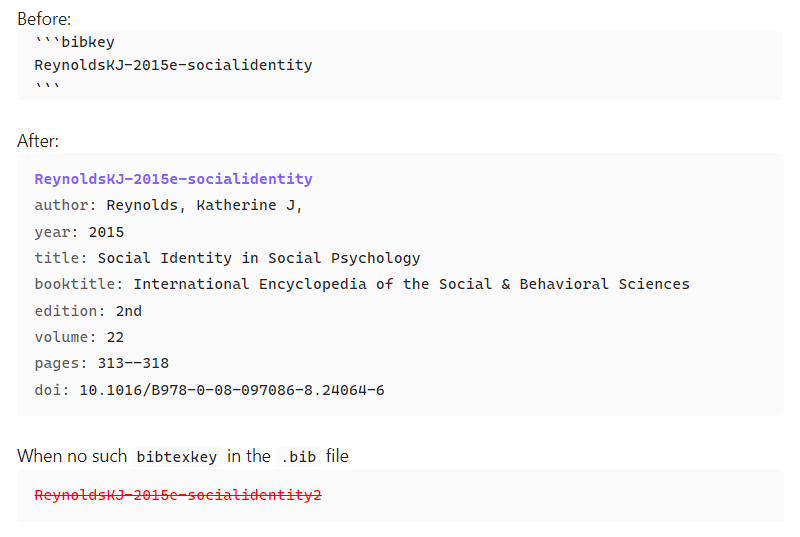 Before:
```bibkey
ReynoldsKJ-2015e-socialidentity
```
After:
ReynoldsKJ-2015e-socialidentity
author: Reynolds, Katherine J,
year: 2015
title: Social Identity in Social Psychology
booktitle: International Encyclopedia of the Social & Behavioral Sciences
edition: 2nd
volume: 22
pages: 313--318
doi: 10.1016/B978-0-08-097086-8.24064-6
When no such bibtexkey in the .bib file
ReynoldsKJ-2015e-socialidentity2